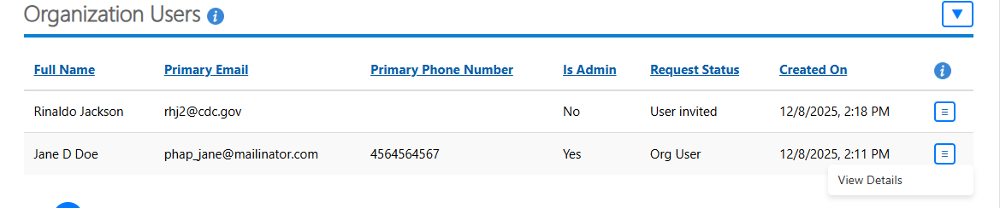 Organization Users
Full Name Primary Email Primary Phone Number Is Admin Request Status Created On
Rinaldo Jackson rhj2@cdc.gov No User invited 12/8/2025, 2:18 PM
Jane D Doe phap_jane@mailinator.com 4564564567 Yes Org User 12/8/2025, 2:11 PM
View Details